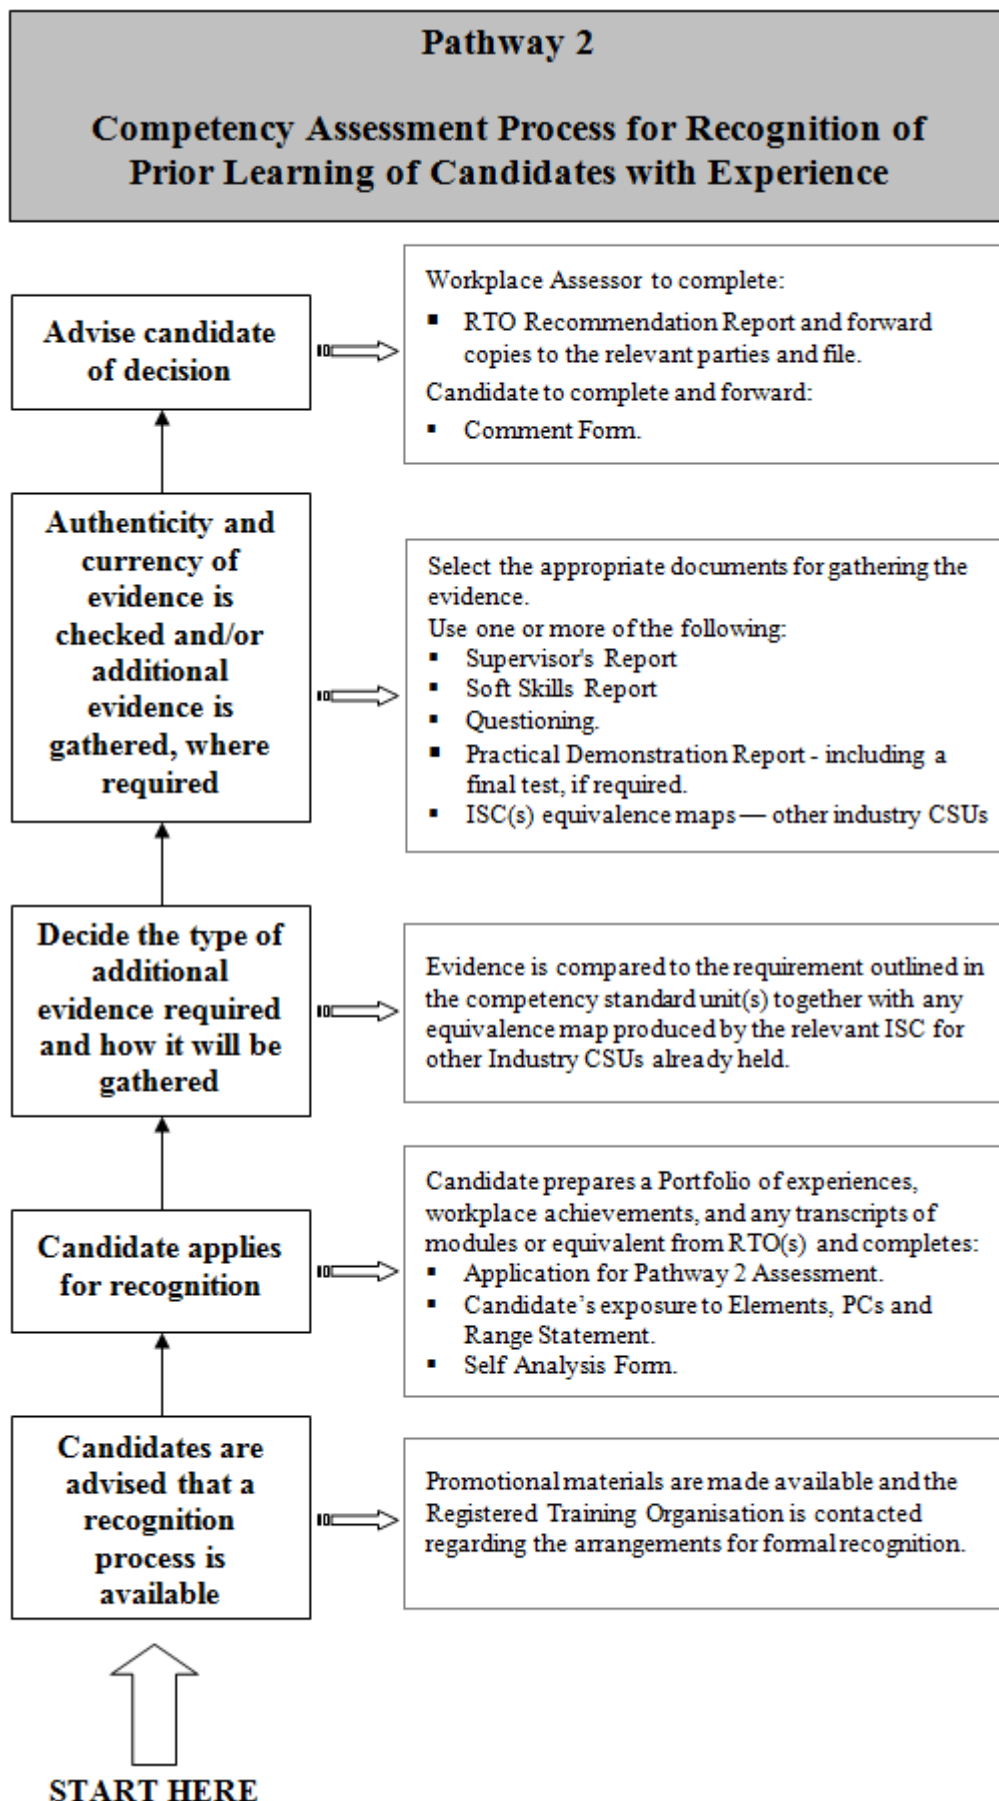 Pathway 2
Competency Assessment Process for Recognition of
Prior Learning of Candidates with Experience
Advise candidate
of decision
Workplace Assessor to complete:
▪ RTO Recommendation Report and forward
copies to the relevant parties and file.
Candidate to complete and forward:
▪ Comment Form.
Authenticity and
currency of
evidence is
checked and/or
additional
evidence is
gathered, where
required
Select the appropriate documents for gathering the
evidence.
Use one or more of the following:
▪ Supervisor's Report
▪ Soft Skills Report
▪ Questioning.
▪ Practical Demonstration Report - including a
final test, if required.
▪ ISC(s) equivalence maps — other industry CSUs
Decide the type of
additional
evidence required
and how it will be
gathered
Evidence is compared to the requirement outlined in
the competency standard unit(s) together with any
equivalence map produced by the relevant ISC for
other Industry CSUs already held.
Candidate applies
for recognition
Candidate prepares a Portfolio of experiences,
workplace achievements, and any transcripts of
modules or equivalent from RTO(s) and completes:
▪ Application for Pathway 2 Assessment.
▪ Candidate’s exposure to Elements, PCs and
Range Statement.
▪ Self Analysis Form.
Candidates are
advised that a
recognition
process is
available
Promotional materials are made available and the
Registered Training Organisation is contacted
regarding the arrangements for formal recognition.
START HERE